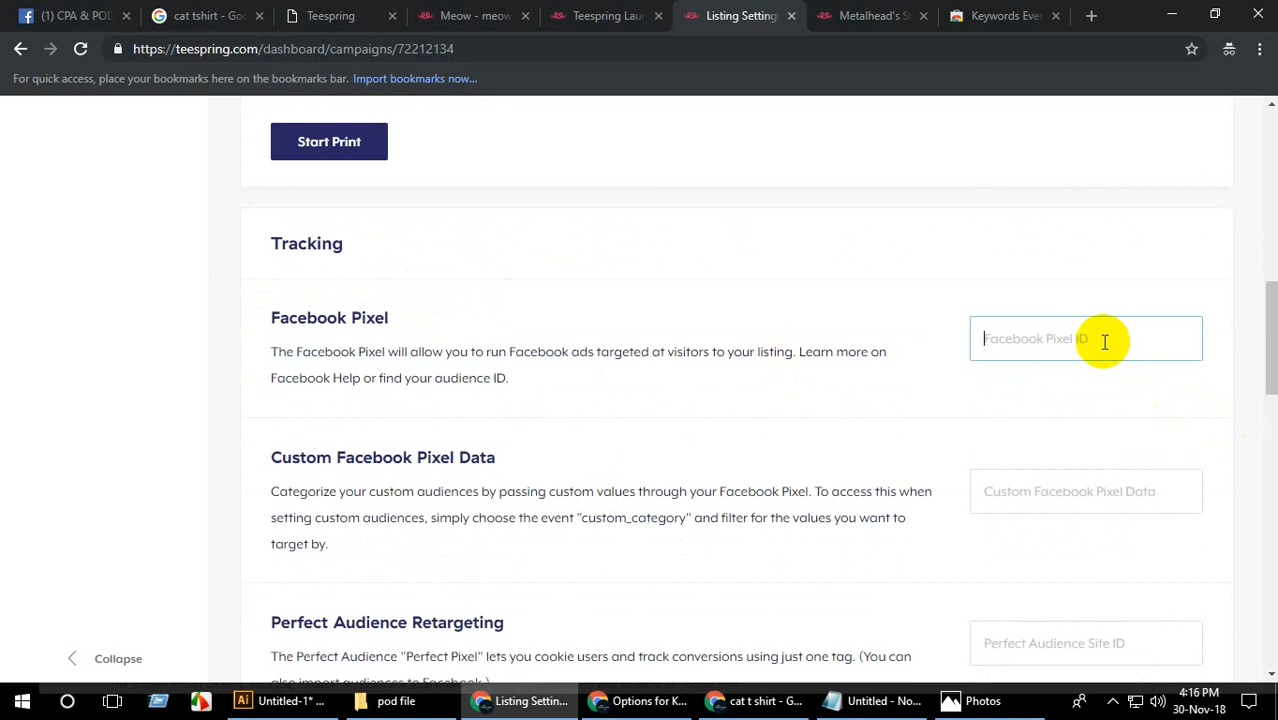 (1) CPA & POD
cat tshirt - Goo
Teespring
Meow - meow
Teespring Lau
Listing Setting
Metalhead's S
Keywords Eve
https://teespring.com/dashboard/campaigns/72212134
For quick access, place your bookmarks here on the bookmarks bar. Import bookmarks now...
Start Print
Tracking
Facebook Pixel
Facebook Pixel ID
The Facebook Pixel will allow you to run Facebook ads targeted at visitors to your listing. Learn more on
Facebook Help or find your audience ID.
Custom Facebook Pixel Data
Categorize your custom audiences by passing custom values through your Facebook Pixel. To access this when
Custom Facebook Pixel Data
setting custom audiences, simply choose the event "custom_category" and filter for the values you want to
target by.
Perfect Audience Retargeting
Perfect Audience Site ID
The Perfect Audience "Perfect Pixel" lets you cookie users and track conversions using just one tag. (You can
also import audiences to Facebook.)
Collapse
Untitled-1* ...
pod file
Listing Settin...
Options for K...
cat t shirt - G...
Untitled - No...
Photos
4:16 PM
30-Nov-18